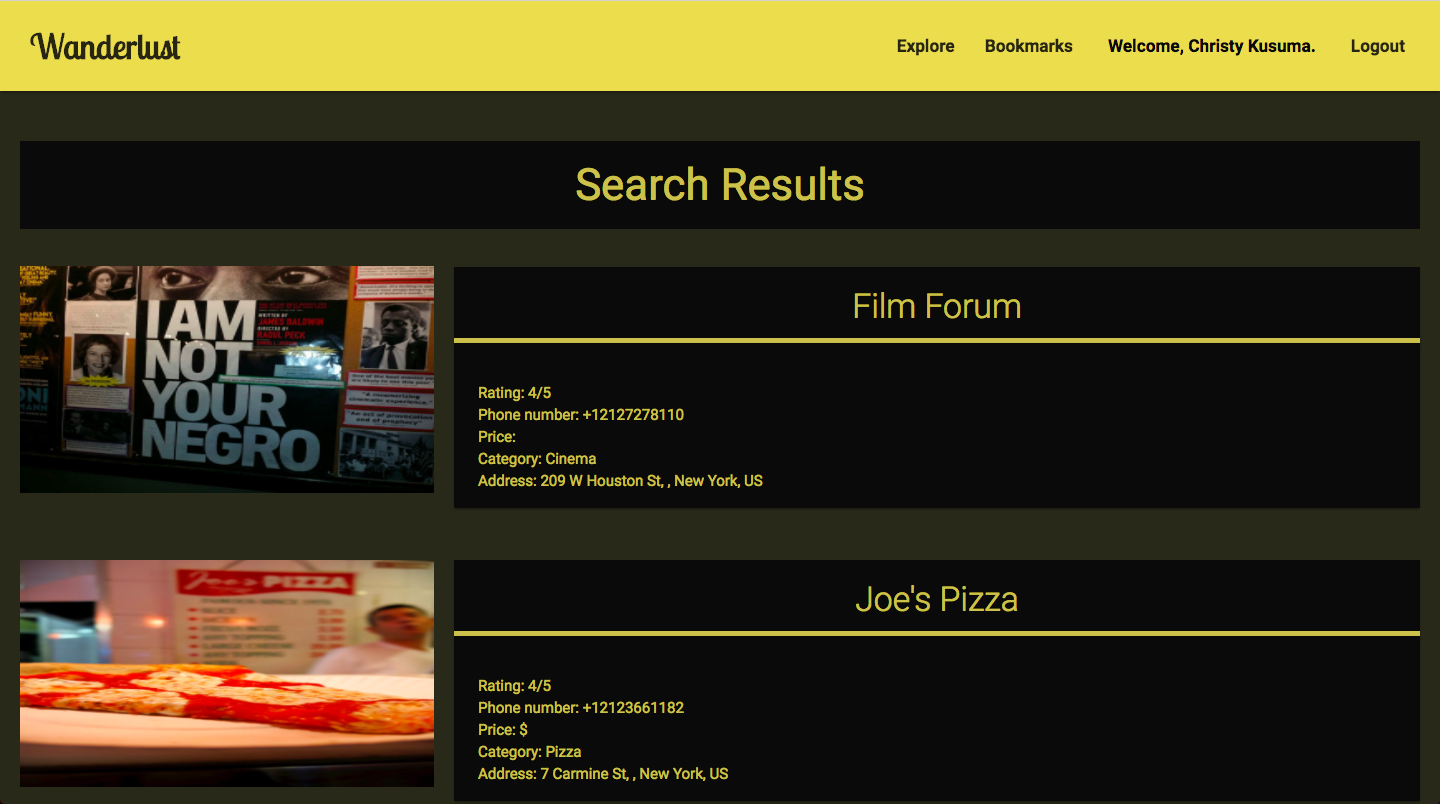 Wanderlust
Explore
Bookmarks
Welcome, Christy Kusuma.
Logout
Search Results
I AM
NOT
YOUR
NEGRO
WRITTEN BY
JAMES BALDWIN
DIRECTED BY
RAOUL PECK
Film Forum
Rating: 4/5
Phone number: +12127278110
Price:
Category: Cinema
Address: 209 W Houston St, , New York, US
Joe's PIZZA
Joe's Pizza
Rating: 4/5
Phone number: +12123661182
Price: $
Category: Pizza
Address: 7 Carmine St, , New York, US